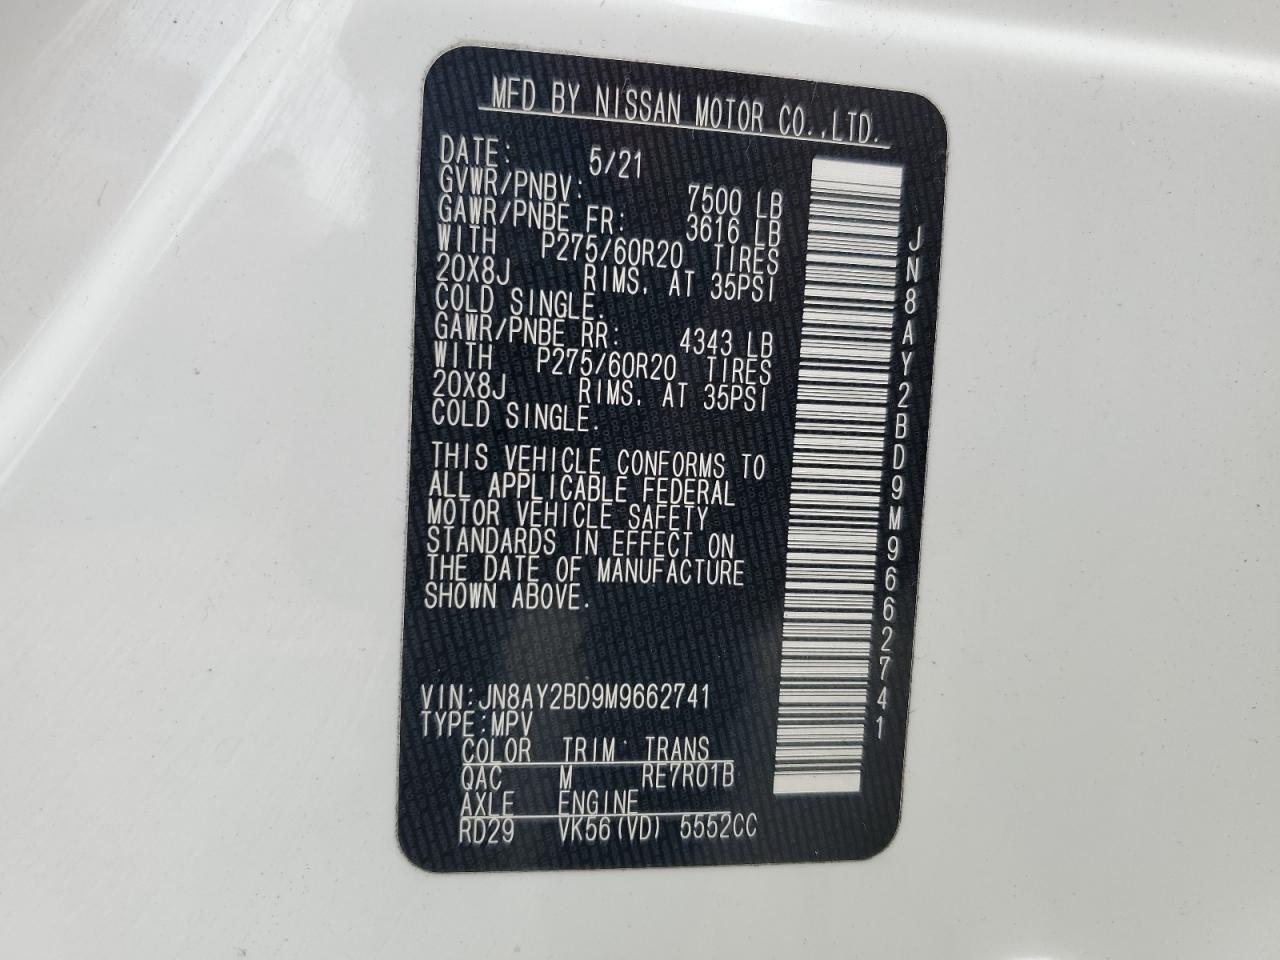 MFD BY NISSAN MOTOR CO.,LTD.
DATE: 5/21
GVWR/PNBV: 7500 LB
GAWR/PNBE FR: 3616 LB
WITH P275/60R20 TIRES
20X8J RIMS. AT 35PSI
COLD SINGLE.
GAWR/PNBE RR: 4343 LB
WITH P275/60R20 TIRES
20X8J RIMS. AT 35PSI
COLD SINGLE.
THIS VEHICLE CONFORMS TO
ALL APPLICABLE FEDERAL
MOTOR VEHICLE SAFETY
STANDARDS IN EFFECT ON
THE DATE OF MANUFACTURE
SHOWN ABOVE.
VIN:JN8AY2BD9M9662741
TYPE:MPV
COLOR TRIM TRANS
QAC M RE7R01B
AXLE ENGINE
RD29 VK56(VD) 5552CC
JN8AY2BD9M9662741